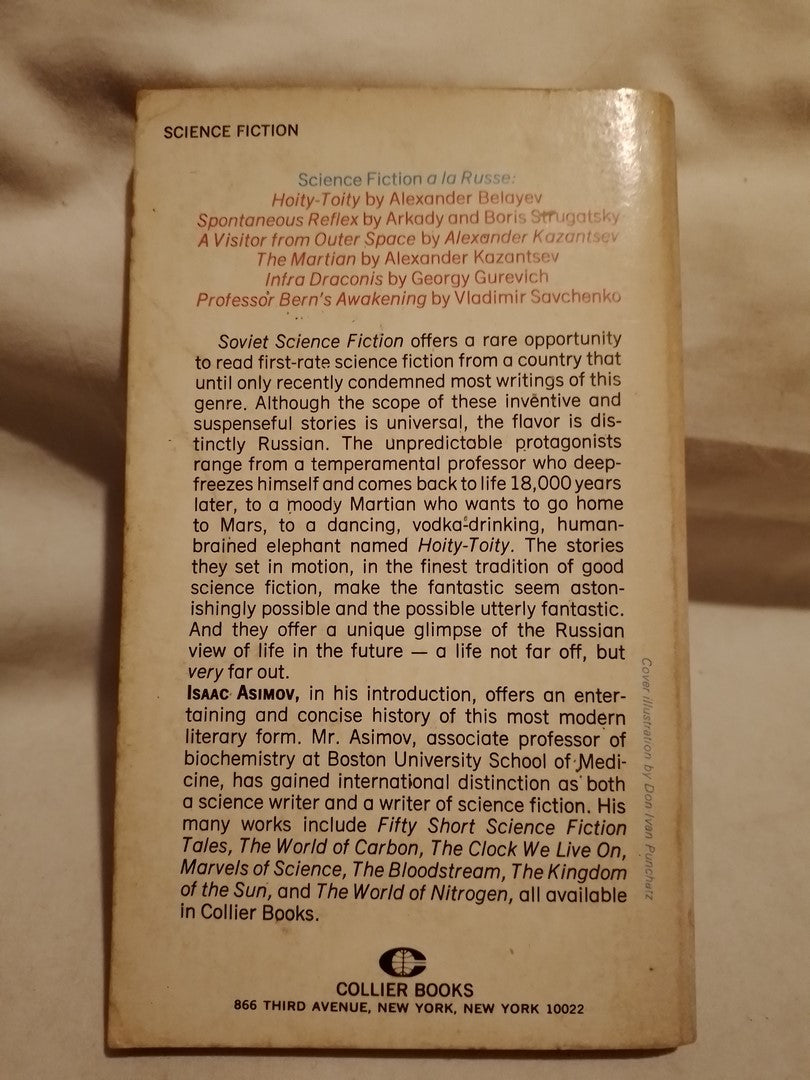 SCIENCE FICTION
Science Fiction a la Russe:
Hoity-Toity by Alexander Belayev
Spontaneous Reflex by Arkady and Boris Strugatsky
A Visitor from Outer Space by Alexander Kazantsev
The Martian by Alexander Kazantsev
Infra Draconis by Georgy Gurevich
Professor Bern's Awakening by Vladimir Savchenko
Soviet Science Fiction offers a rare opportunity
to read first-rate science fiction from a country that
until only recently condemned most writings of this
genre. Although the scope of these inventive and
suspenseful stories is universal, the flavor is dis-
tinctly Russian. The unpredictable protagonists
range from a temperamental professor who deep-
freezes himself and comes back to life 18,000 years
later, to a moody Martian who wants to go home
to Mars, to a dancing, vodka-drinking, human-
brained elephant named Hoity-Toity. The stories
they set in motion, in the finest tradition of good
science fiction, make the fantastic seem aston-
ishingly possible and the possible utterly fantastic.
And they offer a unique glimpse of the Russian
view of life in the future — a life not far off, but
very far out.
ISAAC ASIMOV, in his introduction, offers an enter-
taining and concise history of this most modern
literary form. Mr. Asimov, associate professor of
biochemistry at Boston University School of Medi-
cine, has gained international distinction as both
a science writer and a writer of science fiction. His
many works include Fifty Short Science Fiction
Tales, The World of Carbon, The Clock We Live On,
Marvels of Science, The Bloodstream, The Kingdom
of the Sun, and The World of Nitrogen, all available
in Collier Books.
Cover illustration by Don Ivan Punchatz
COLLIER BOOKS
866 THIRD AVENUE, NEW YORK, NEW YORK 10022